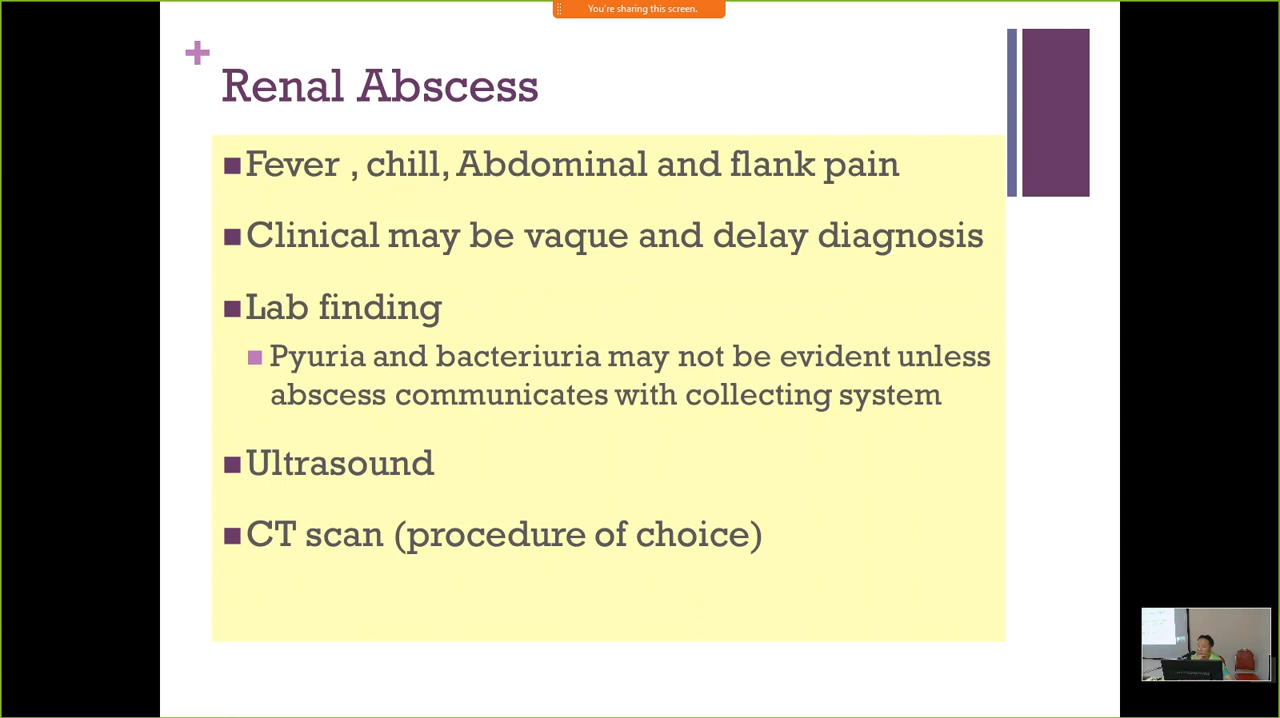 You're sharing this screen.
+
Renal Abscess
■Fever , chill, Abdominal and flank pain
■Clinical may be vaque and delay diagnosis
■Lab finding
■ Pyuria and bacteriuria may not be evident unless
abscess communicates with collecting system
■Ultrasound
■CT scan (procedure of choice)